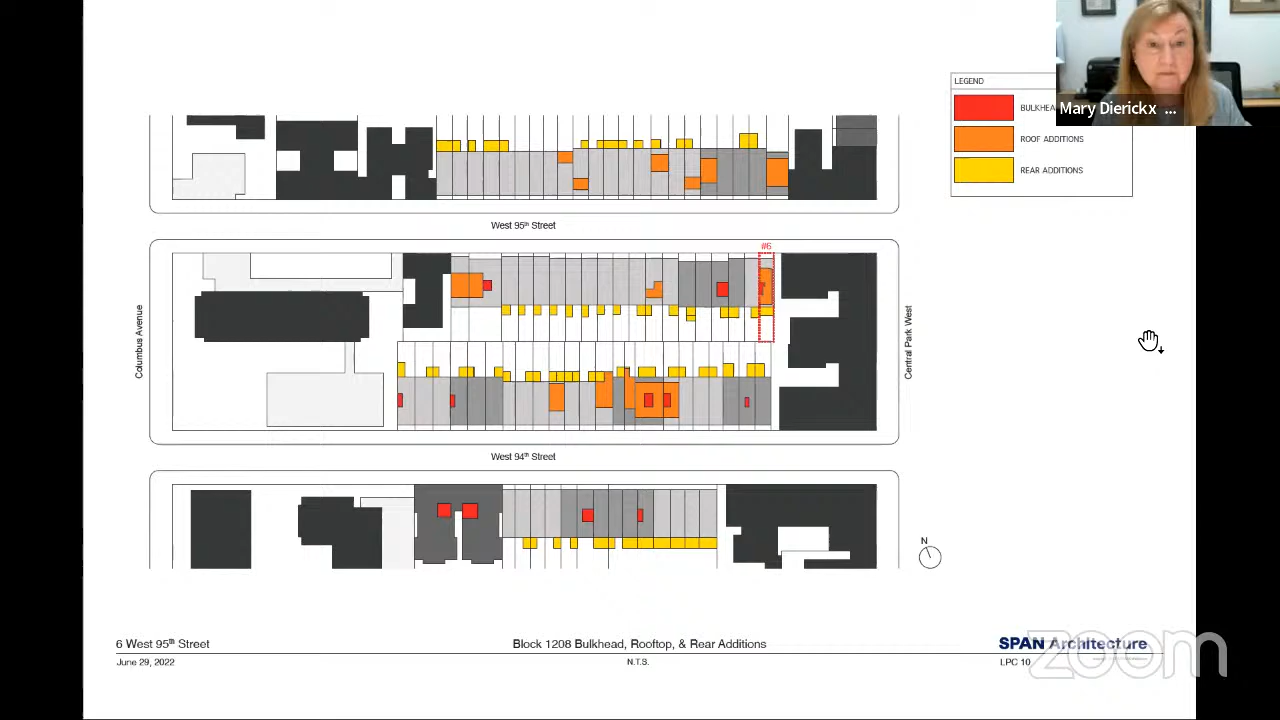 LEGEND
BULKHEA
Mary Dierickx ...
ROOF ADDITIONS
REAR ADDITIONS
West 95th Street
#6
Columbus Avenue
Central Park West
West 94th Street
N
6 West 95th Street
Block 1208 Bulkhead, Rooftop, & Rear Additions
SPAN Architecture
June 29, 2022
N.T.S.
LPC 10
zoom